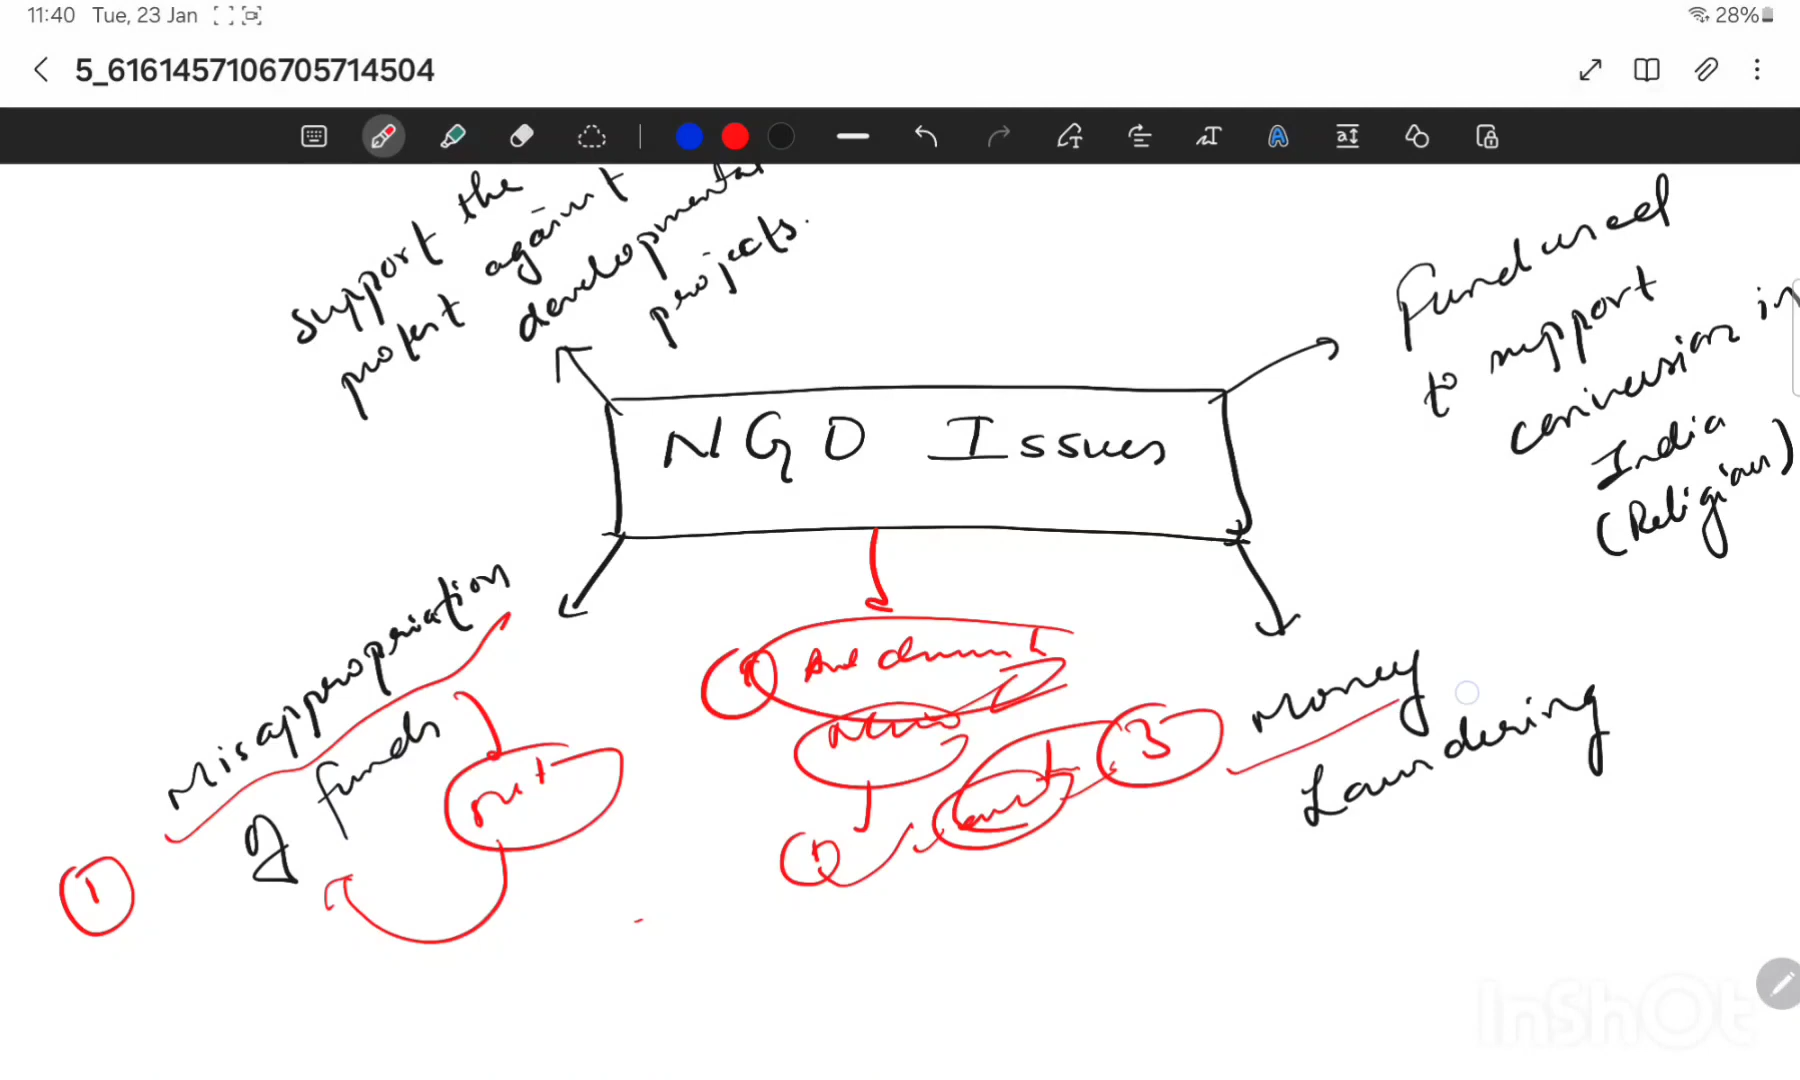 11:40 Tue, 23 Jan
28%
5_6161457106705714504
support the
protest against
developmental
projects.
Fund used
to support
conversion in
India
(Religious)
NGO Issues
Misappropriation
of funds
Money
Laundering
1
3
1
InShOt